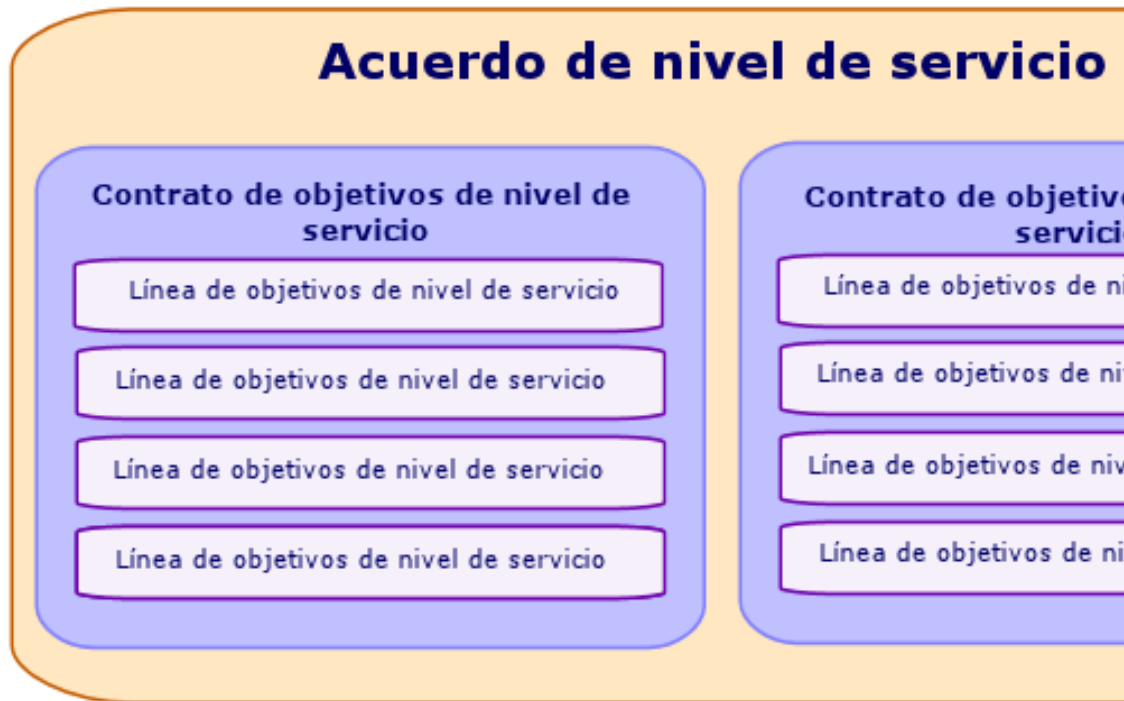 Acuerdo de nivel de servicio
Contrato de objetivos de nivel de
servicio
Línea de objetivos de nivel de servicio
Línea de objetivos de nivel de servicio
Línea de objetivos de nivel de servicio
Línea de objetivos de nivel de servicio
Contrato de
Línea de objetivos de
Línea de objetivos de
Línea de objetivos de
Línea de objetivos de